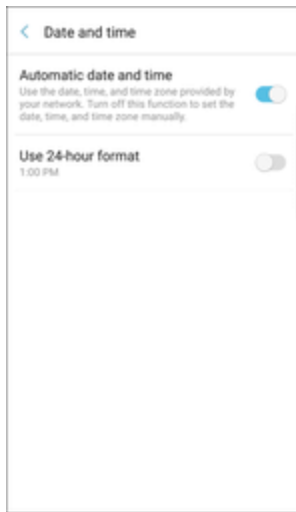 Date and time
Automatic date and time
Use the date, time, and time zone provided by
your network. Turn off this function to set the
date, time, and time zone manually.
Use 24-hour format
1:00 PM